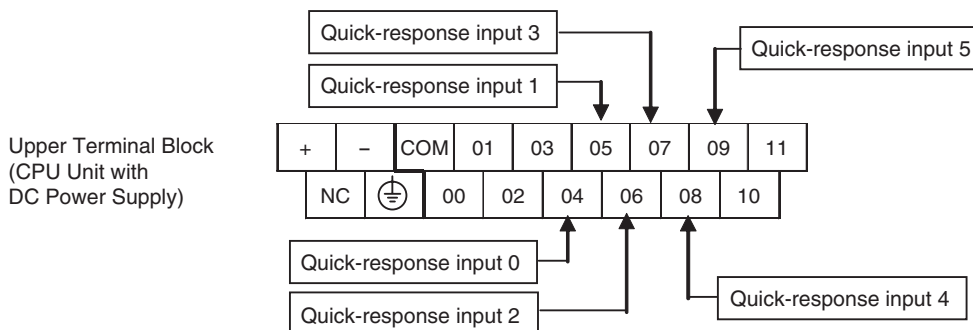 Quick-response input 3
Quick-response input 5
Quick-response input 1
Upper Terminal Block
(CPU Unit with
DC Power Supply)
+ − COM 01 03 05 07 09 11
NC 00 02 04 06 08 10
Quick-response input 0
Quick-response input 2
Quick-response input 4